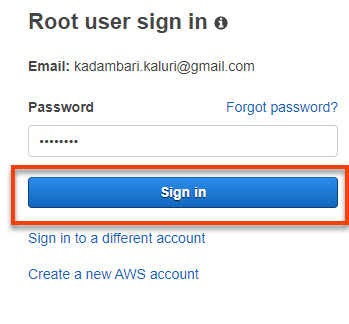 Root user sign in
Email: kadambari.kaluri@gmail.com
Password Forgot password?
••••••••
Sign in
Sign in to a different account
Create a new AWS account